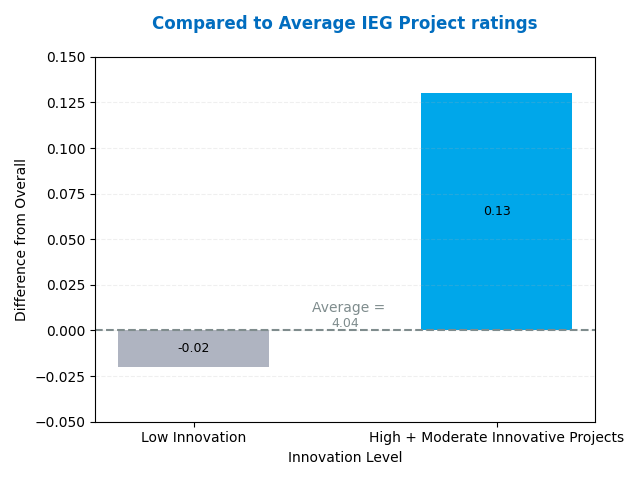 Compared to Average IEG Project ratings
Difference from Overall
0.150
0.125
0.100
0.075
0.050
0.025
0.000
−0.025
−0.050
0.13
Average =
4.04
-0.02
Low Innovation
High + Moderate Innovative Projects
Innovation Level